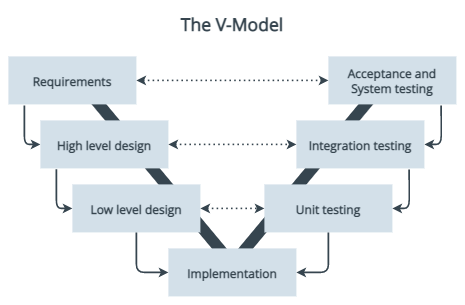 The V-Model
Requirements
Acceptance and
System testing
High level design
Integration testing
Low level design
Unit testing
Implementation